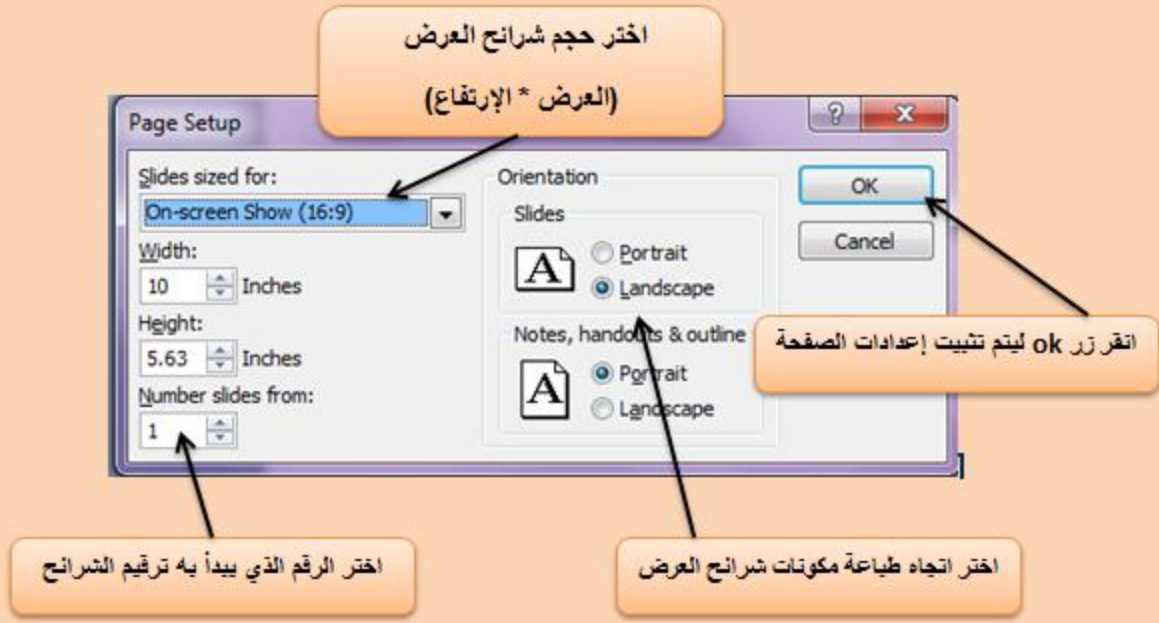 اختر حجم شرائح العرض
(العرض * الإرتفاع)
Page Setup
Slides sized for:
On-screen Show (16:9)
Width:
10 Inches
Height:
5.63 Inches
Number slides from:
1
Orientation
Slides
A
Portrait
Landscape
Notes, handouts & outline
A
Portrait
Landscape
OK
Cancel
انقر زر ok ليتم تثبيت إعدادات الصفحة
اختر الرقم الذي يبدأ به ترقيم الشرائح
اختر اتجاه طباعة مكونات شرائح العرض